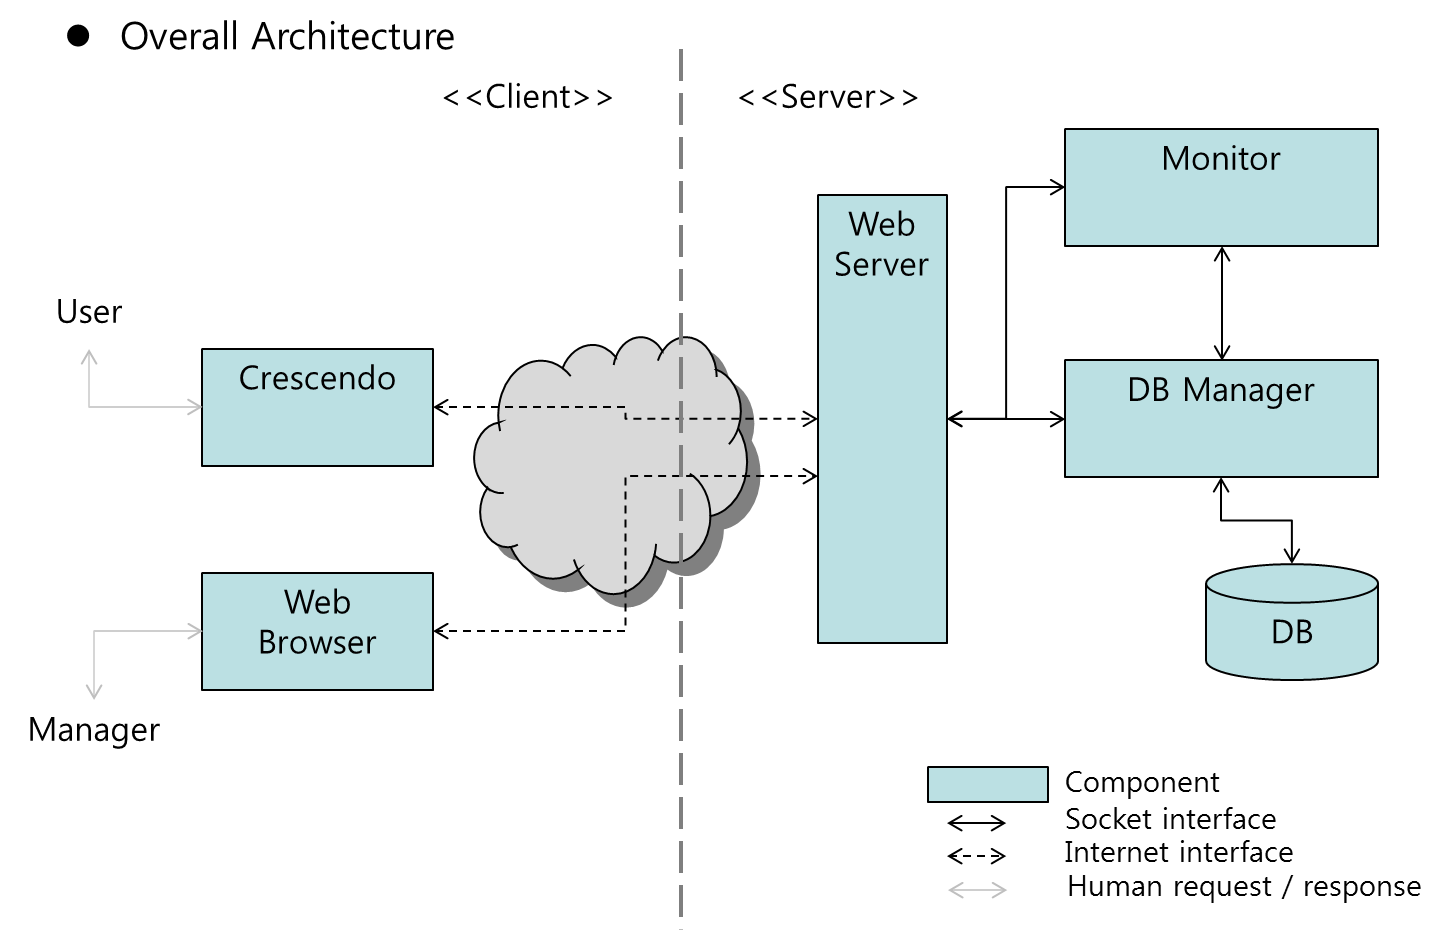 ● Overall Architecture
<<Client>>
<<Server>>
Monitor
Web
Server
User
Crescendo
DB Manager
Web
Browser
DB
Manager
Component
Socket interface
Internet interface
Human request / response